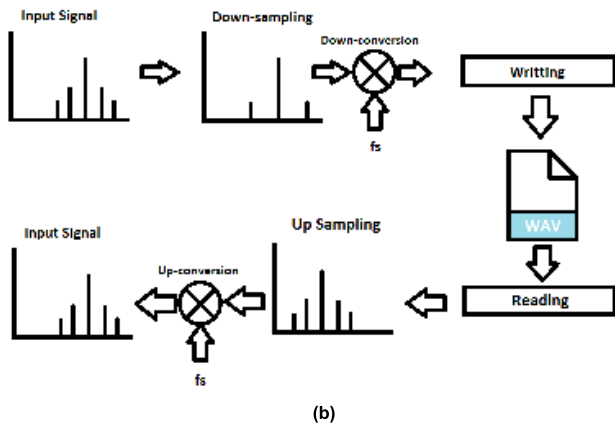 Input Signal
Down-sampling
Down-conversion
fs
Writting
WAV
Reading
Up Sampling
Up-conversion
fs
Input Signal
(b)